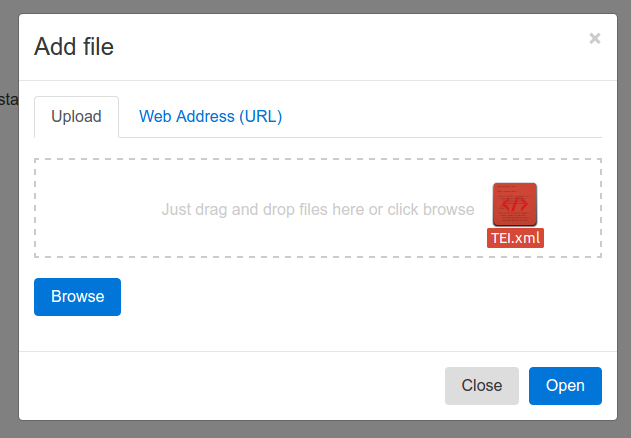 Add file
×
sta
Upload
Web Address (URL)
Just drag and drop files here or click browse
</>
TEI.xml
Browse
Close
Open